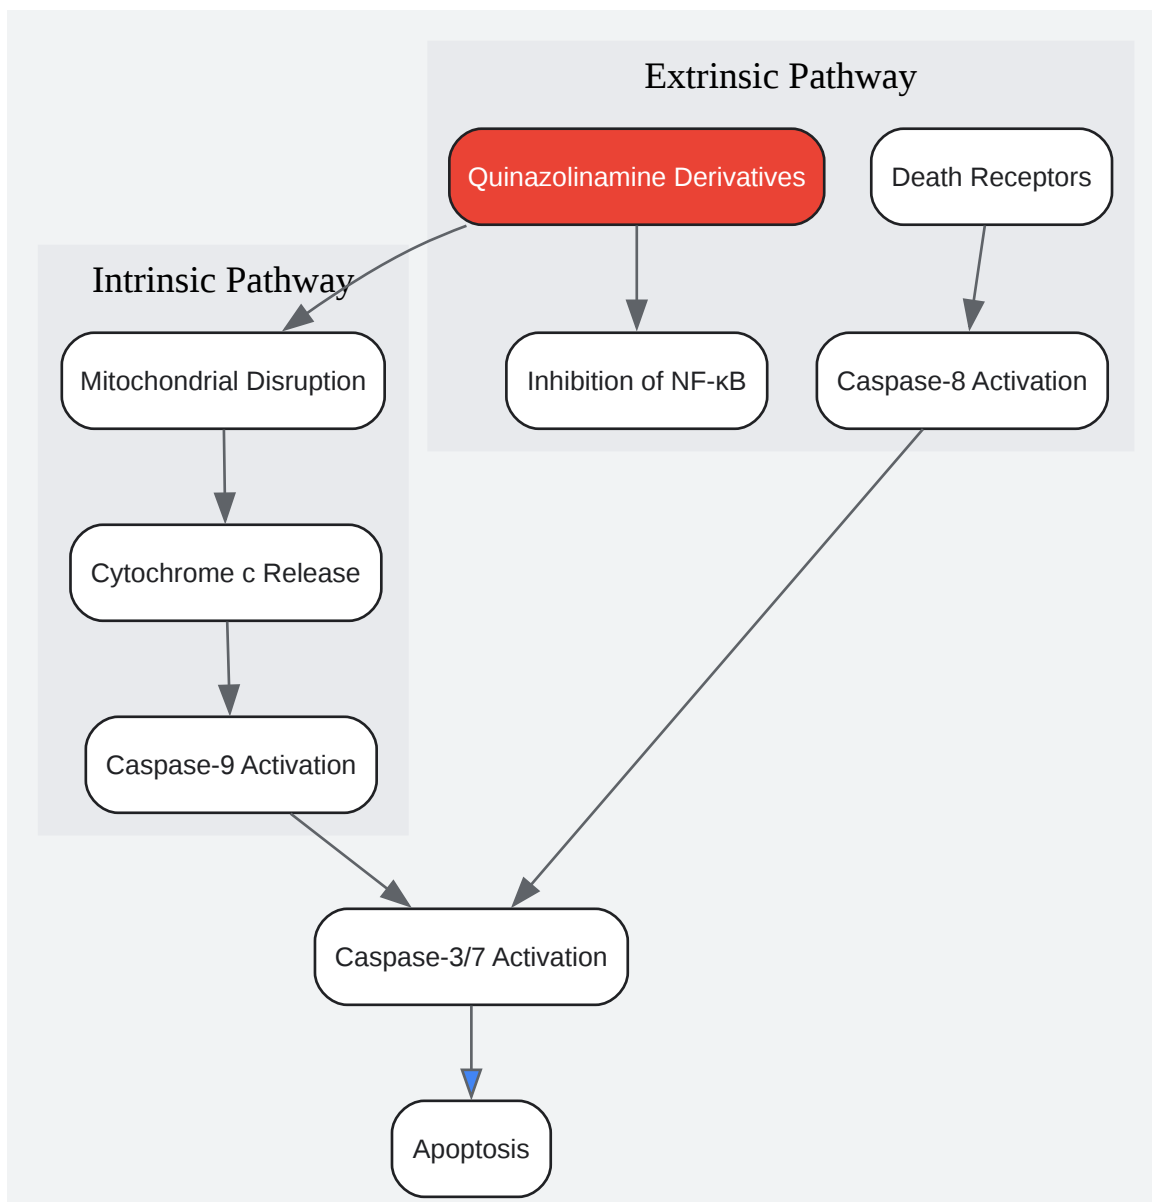 Extrinsic Pathway
Quinazolinamine Derivatives
Death Receptors
Intrinsic Pathway
Mitochondrial Disruption
Inhibition of NF-κB
Caspase-8 Activation
Cytochrome c Release
Caspase-9 Activation
Caspase-3/7 Activation
Apoptosis